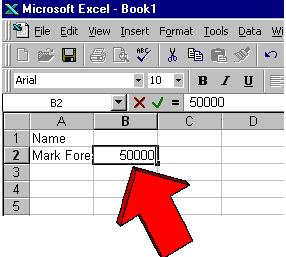 Microsoft Excel - Book1
File Edit View Insert Format Tools Data
Arial 10 B I U
B2 = 50000
A B C D
1 Name
2 Mark Fore 50000
3
4
5